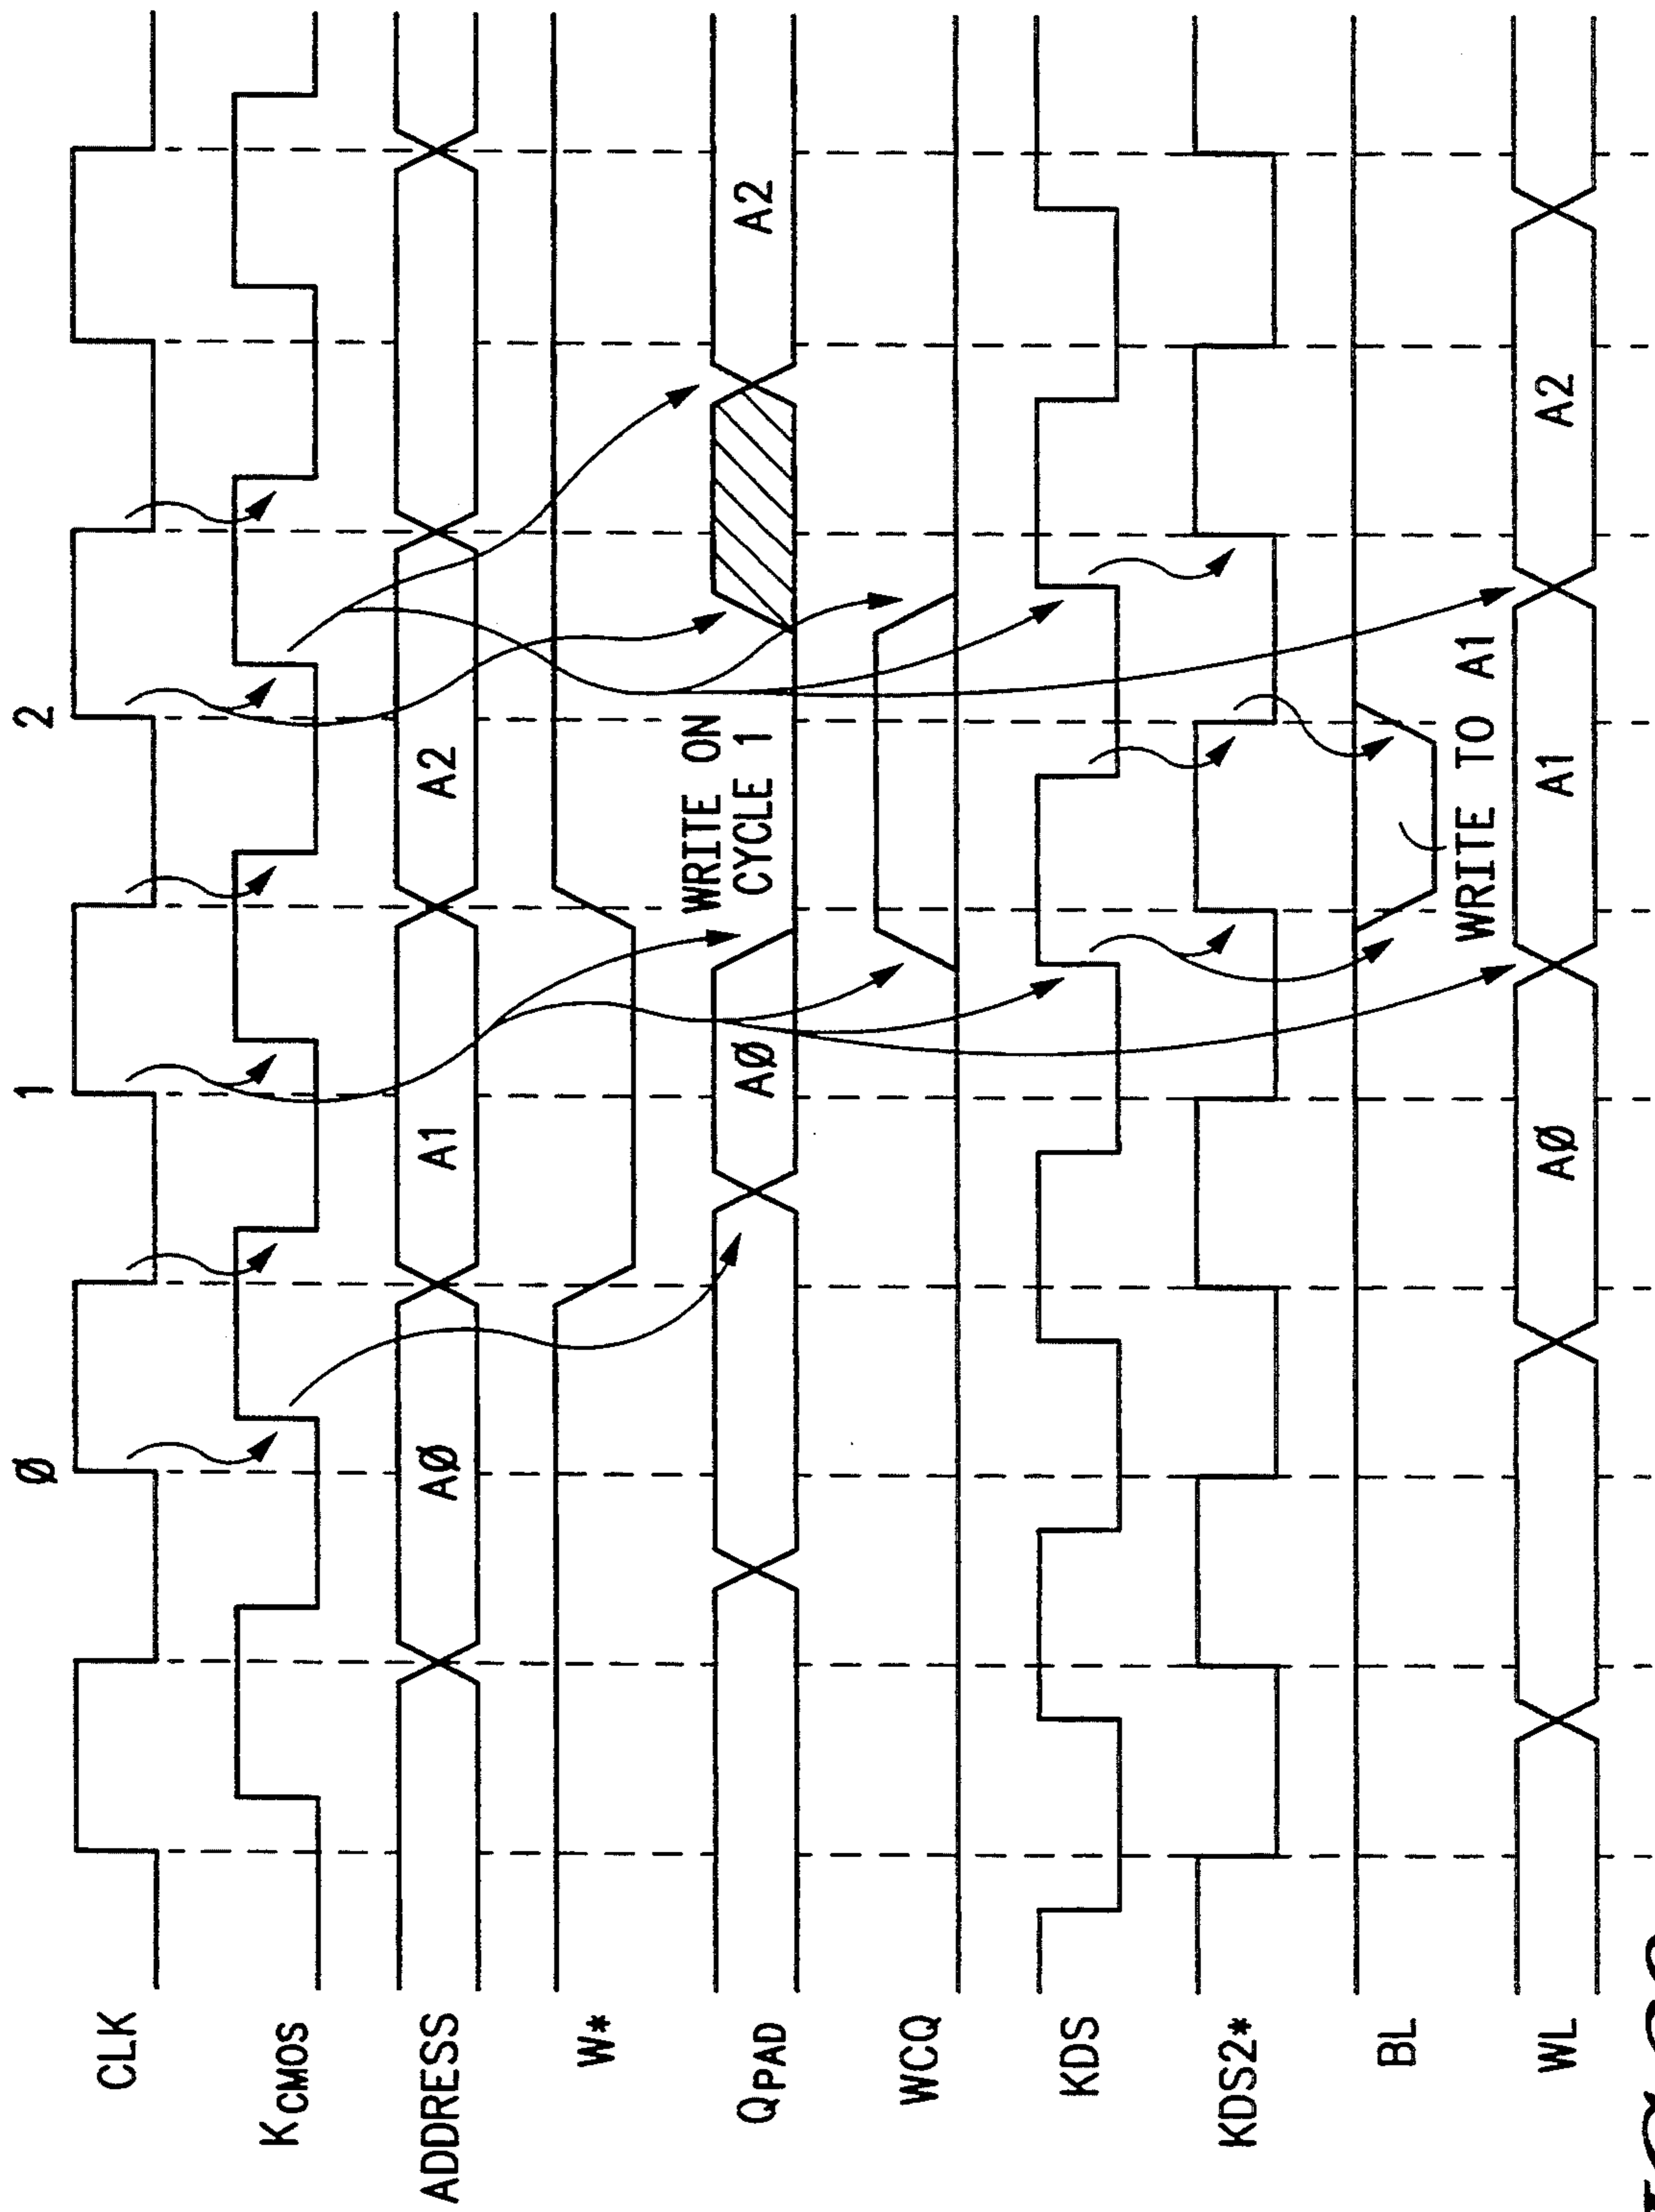 Ø 1 2
CLK
KCMOS
ADDRESS AØ A1 A2
W*
QPAD AØ WRITE ON
CYCLE 1 A2
WCQ
KDS
KDS2*
BL
WRITE TO A1
WL AØ A1 A2